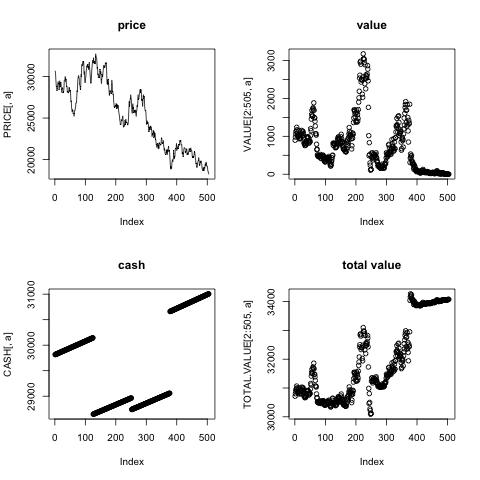 price
PRICE[, a]
20000 25000 30000
0 100 200 300 400 500
Index
value
VALUE[2:505, a]
0 1000 2000 3000
0 100 200 300 400 500
Index
cash
CASH[, a]
29000 30000 31000
0 100 200 300 400 500
Index
total value
TOTAL.VALUE[2:505, a]
30000 32000 34000
0 100 200 300 400 500
Index